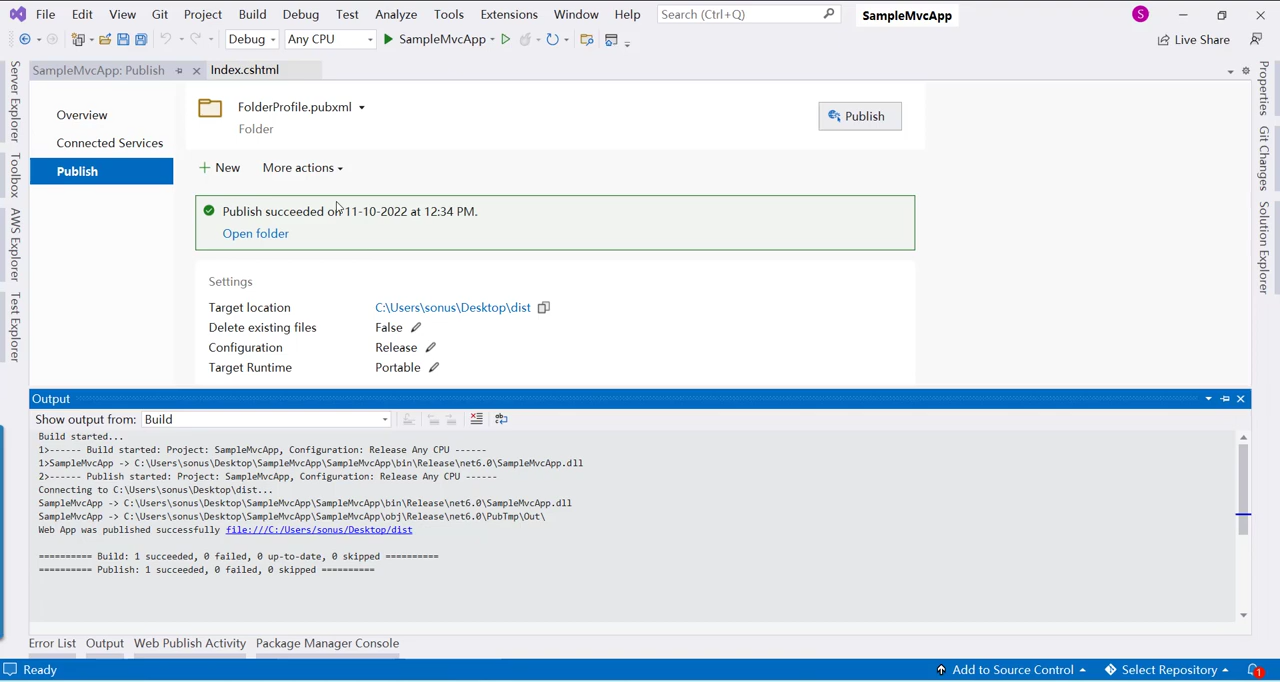 File Edit View Git Project Build Debug Test Analyze Tools Extensions Window Help Search (Ctrl+Q) SampleMvcApp S
Debug Any CPU SampleMvcApp Live Share
SampleMvcApp: Publish Index.cshtml
Server Explorer
Toolbox
AWS Explorer
Test Explorer
Overview
Connected Services
Publish
FolderProfile.pubxml
Folder
Publish
New More actions
Publish succeeded on 11-10-2022 at 12:34 PM.
Open folder
Settings
Target location C:\Users\sonus\Desktop\dist
Delete existing files False
Configuration Release
Target Runtime Portable
Properties
Git Changes
Solution Explorer
Output
Show output from: Build
Build started...
1>------ Build started: Project: SampleMvcApp, Configuration: Release Any CPU ------
1>SampleMvcApp -> C:\Users\sonus\Desktop\SampleMvcApp\SampleMvcApp\bin\Release\net6.0\SampleMvcApp.dll
2>------ Publish started: Project: SampleMvcApp, Configuration: Release Any CPU ------
Connecting to C:\Users\sonus\Desktop\dist...
SampleMvcApp -> C:\Users\sonus\Desktop\SampleMvcApp\SampleMvcApp\bin\Release\net6.0\SampleMvcApp.dll
SampleMvcApp -> C:\Users\sonus\Desktop\SampleMvcApp\SampleMvcApp\obj\Release\net6.0\PubTmp\Out\
Web App was published successfully file:///C:/Users/sonus/Desktop/dist
========== Build: 1 succeeded, 0 failed, 0 up-to-date, 0 skipped ==========
========== Publish: 1 succeeded, 0 failed, 0 skipped ==========
Error List Output Web Publish Activity Package Manager Console
Ready Add to Source Control Select Repository 1